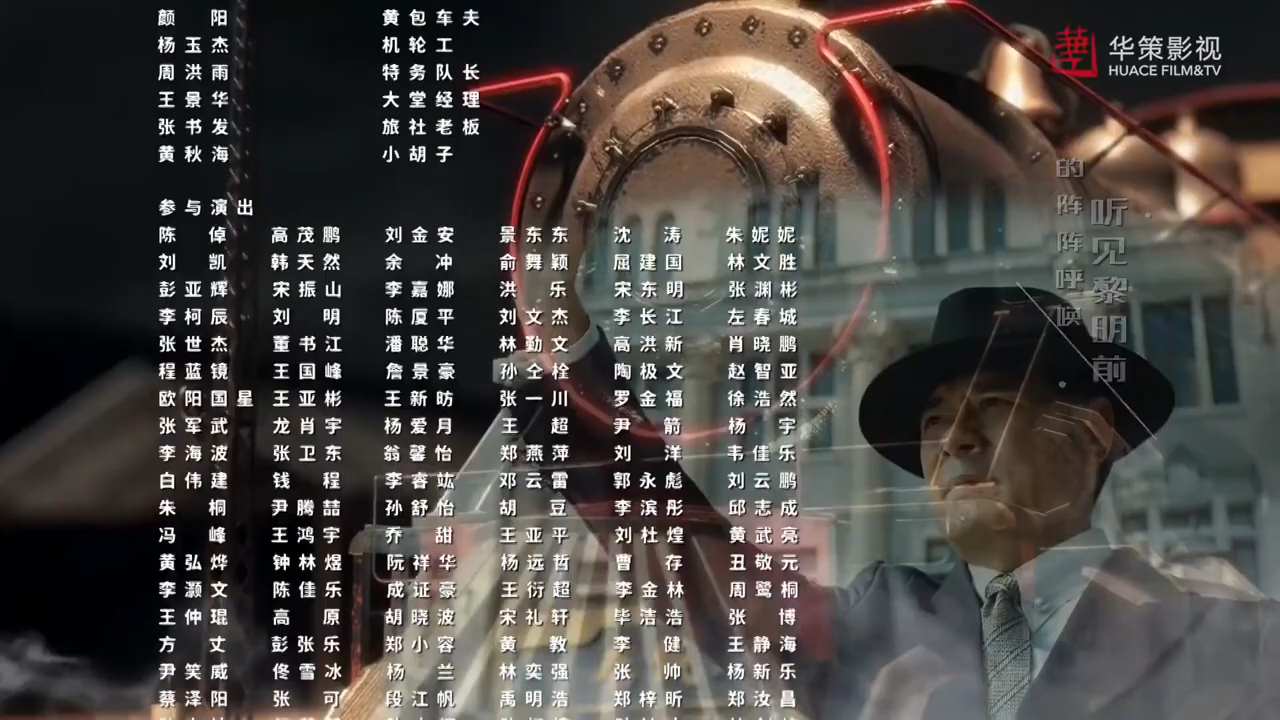 颜阳 黄包车夫
杨玉杰 机轮工
周洪雨 特务队长
王景华 大堂经理
张书发 旅社老板
黄秋海 小胡子
华策影视
HUACE FILM&TV
参与演出
陈倬 高茂鹏 刘金安 景东东 沈涛 朱妮妮
刘凯 韩天然 余冲 俞舞颖 屈建国 林文胜
彭亚辉 宋振山 李嘉娜 洪乐 宋东明 张渊彬
李柯辰 刘明 陈厦平 刘文杰 李长江 左春城
张世杰 董书江 潘聪华 林勤文 高洪新 肖晓鹏
程蓝镜 王国峰 詹景豪 孙仝栓 陶极文 赵智亚
欧阳国星 王亚彬 王新昉 张一川 罗金福 徐浩然
张军武 龙肖宇 杨爱月 王超 尹箭 杨宇
李海波 张卫东 翁馨怡 郑燕萍 刘洋 韦佳乐
白伟建 钱程 李睿竑 邓云雷 郭永彪 刘云鹏
朱桐 尹腾喆 孙舒怡 胡豆 李滨彤 邱志成
冯峰 王鸿宇 乔甜 王亚平 刘杜煌 黄武亮
黄弘烨 钟林煜 阮祥华 杨远哲 曹存 丑敬元
李灏文 陈佳乐 成证豪 王衍超 李金林 周鹭桐
王仲琨 高原 胡晓波 宋礼轩 毕洁浩 张博
方丈 彭张乐 郑小容 黄教 李健 王静海
尹笑威 佟雪冰 杨兰 林奕强 张帅 杨新乐
蔡泽阳 张可 段江帆 禹明浩 郑梓昕 郑汝昌
听见黎明前
的阵阵呼唤